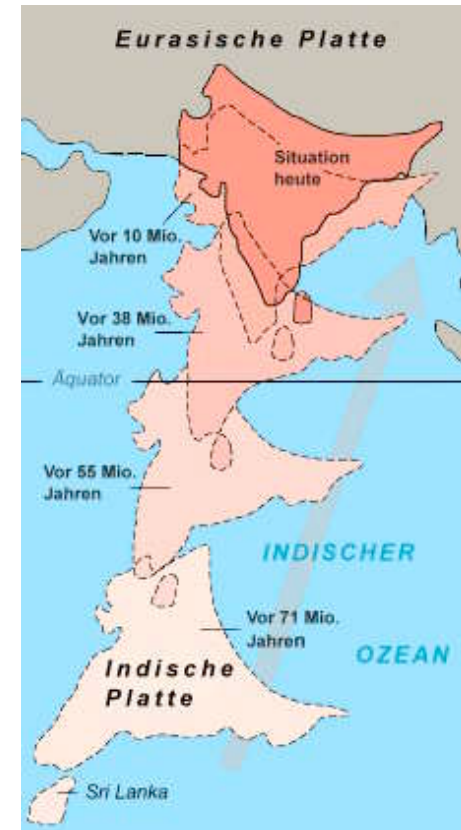 Eurasische Platte
Situation
heute
Vor 10 Mio.
Jahren
Vor 38 Mio.
Jahren
Äquator
Vor 55 Mio.
Jahren
INDISCHER
OZEAN
Vor 71 Mio.
Jahren
Indische
Platte
Sri Lanka